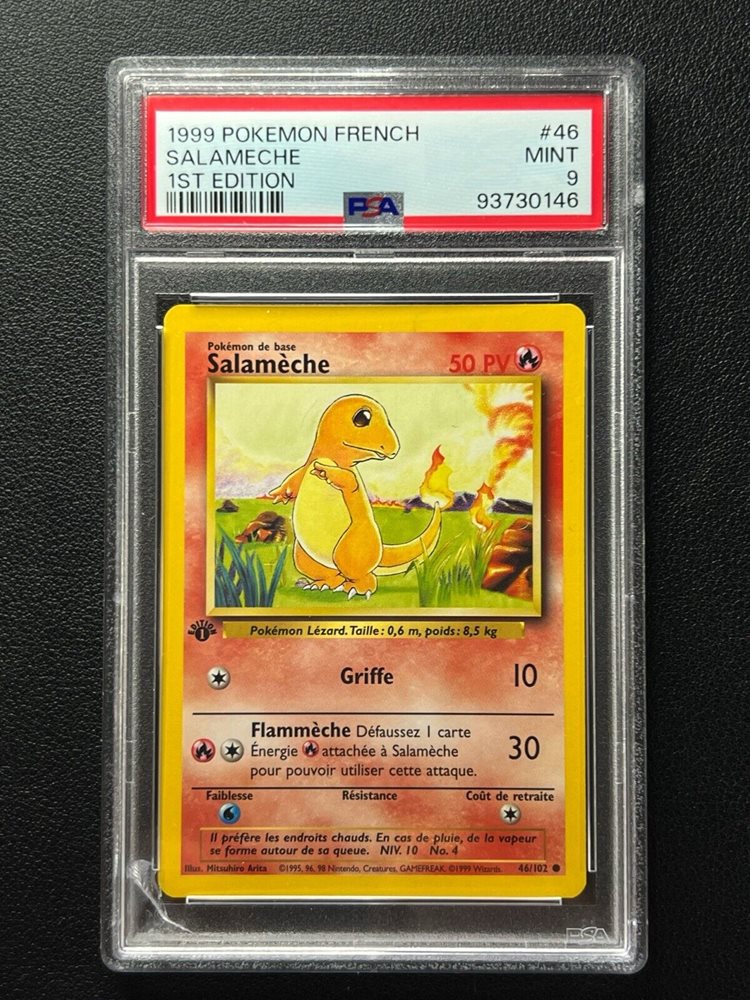 1999 POKEMON FRENCH #46
SALAMECHE MINT
1ST EDITION 9
PSA 93730146
Pokémon de base
Salamèche 50 PV
EDITION 1
Pokémon Lézard. Taille : 0,6 m, poids : 8,5 kg
Griffe 10
Flammèche Défaussez 1 carte
Énergie attachée à Salamèche 30
pour pouvoir utiliser cette attaque.
Faiblesse Résistance Coût de retraite
Il préfère les endroits chauds. En cas de pluie, de la vapeur
se forme autour de sa queue. NIV. 10 No. 4
Illus. Mitsuhiro Arita ©1995, 96, 98 Nintendo, Creatures, GAMEFREAK. ©1999 Wizards. 46/102
PSA